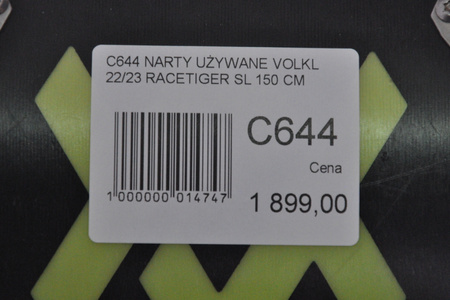 C644 NARTY UŻYWANE VOLKL
22/23 RACETIGER SL 150 CM
C644
Cena
1 000000 014747
1 899,00